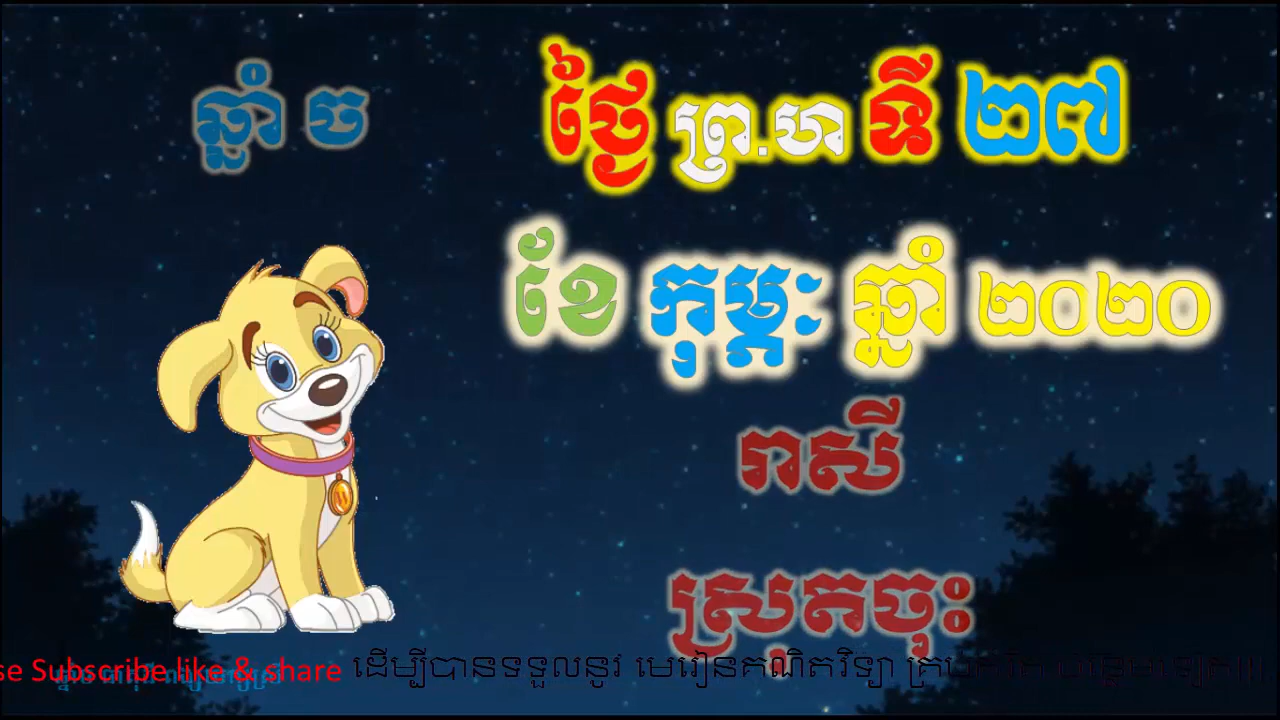 ឆ្នាំ ច
ថ្ងៃ ព្រ.ហ ទី ២៧
ខែ កុម្ភៈ ឆ្នាំ ២០២០
រាសី
ស្រុតចុះ
se Subscribe like & share ដើម្បីបានទទួលនូវ មេរៀនគណិតវិទ្យា